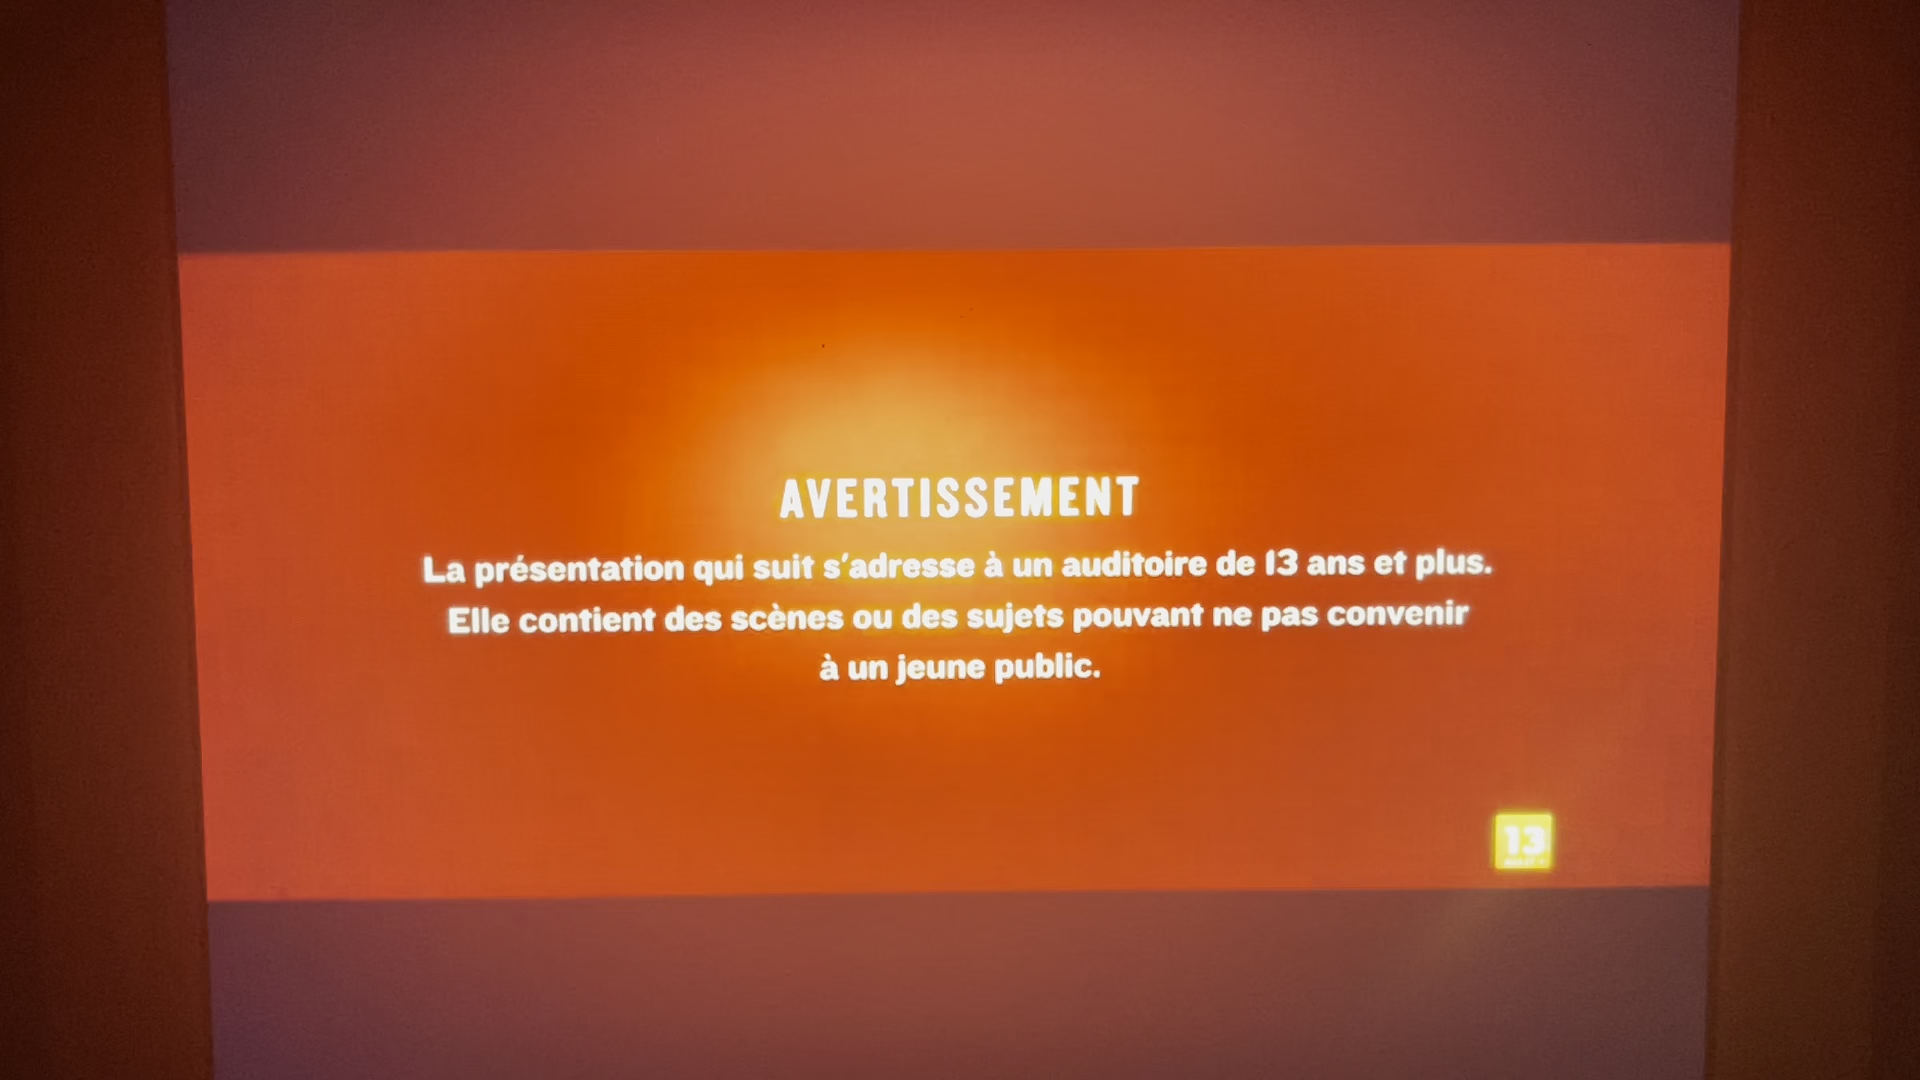 AVERTISSEMENT
La présentation qui suit s'adresse à un auditoire de 13 ans et plus.
Elle contient des scènes ou des sujets pouvant ne pas convenir
à un jeune public.
13